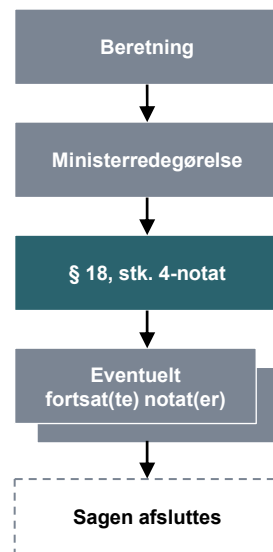 Beretning
Ministerredegørelse
§ 18, stk. 4-notat
Eventuelt
fortsat(te) notat(er)
Sagen afsluttes